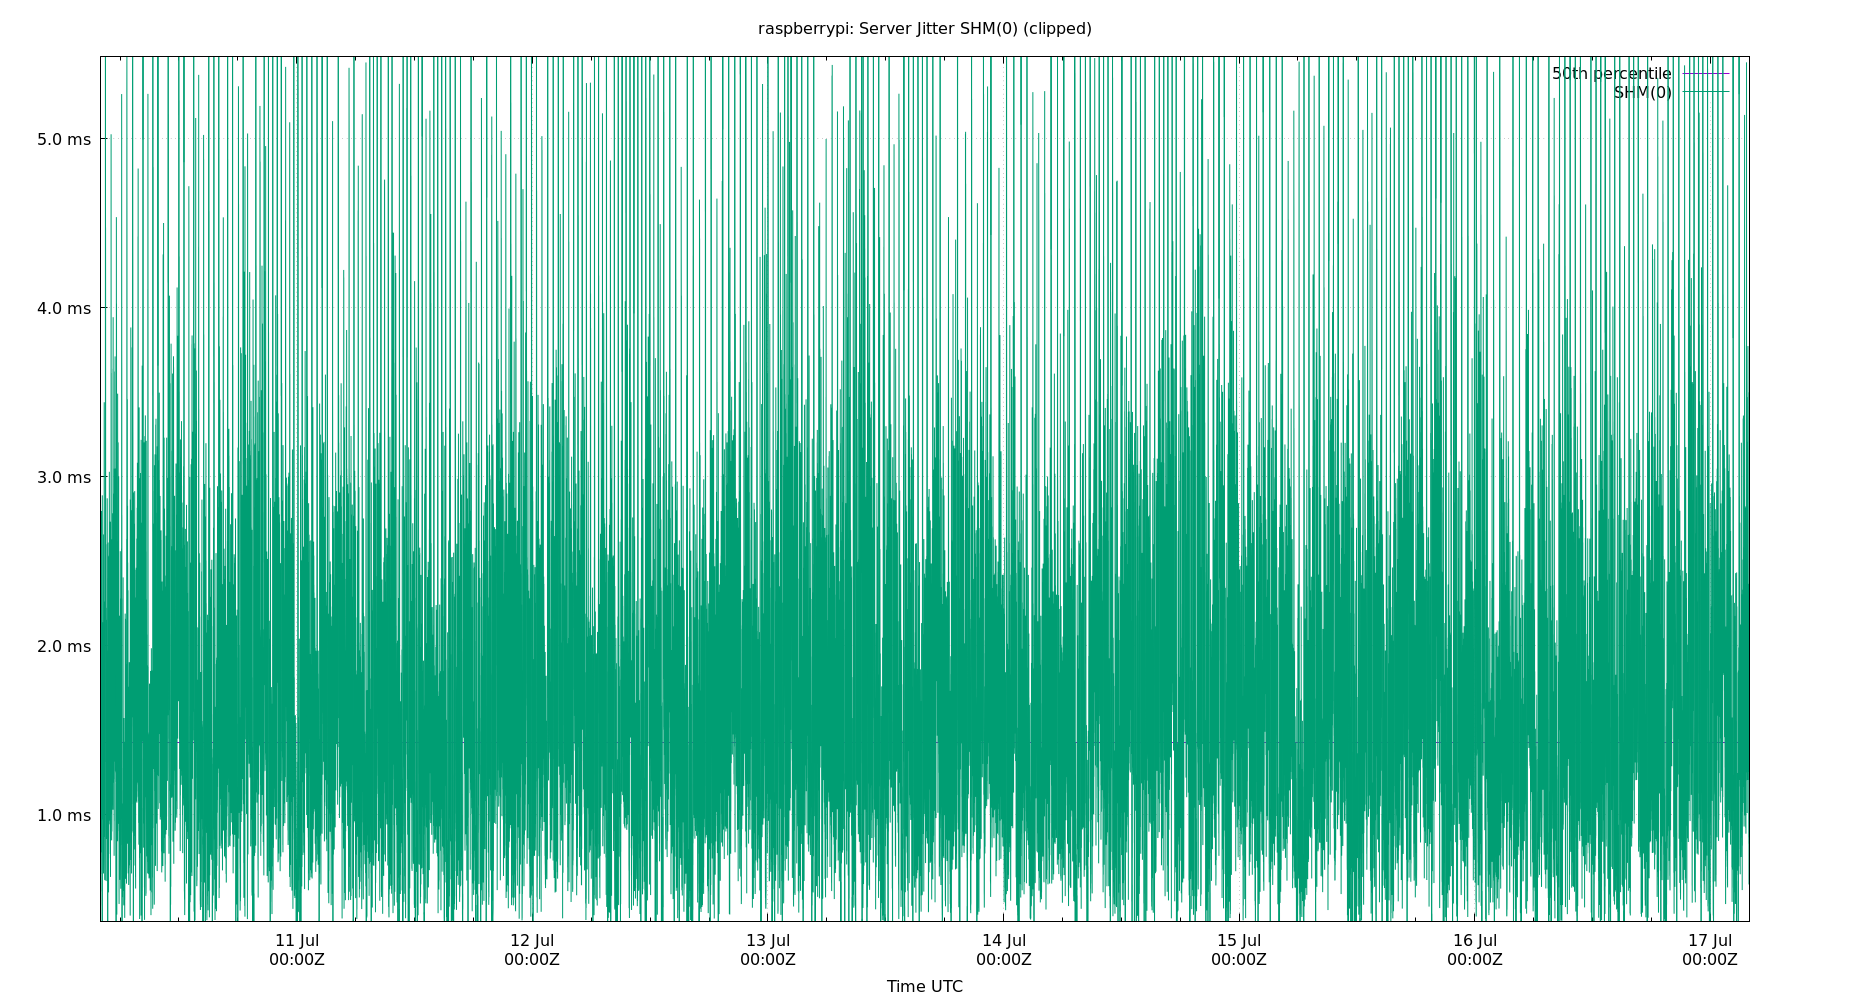 raspberrypi: Server Jitter SHM(0) (clipped)
50th percentile
SHM(0)
5.0 ms
4.0 ms
3.0 ms
2.0 ms
1.0 ms
11 Jul 12 Jul 13 Jul 14 Jul 15 Jul 16 Jul 17 Jul
00:00Z 00:00Z 00:00Z 00:00Z 00:00Z 00:00Z 00:00Z
Time UTC